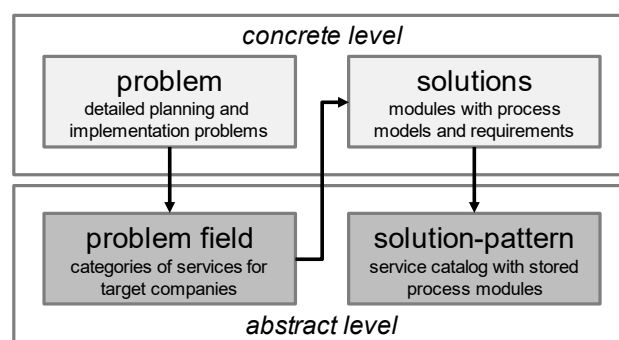 concrete level
problem
detailed planning and
implementation problems
solutions
modules with process
models and requirements
problem field
categories of services for
target companies
solution-pattern
service catalog with stored
process modules
abstract level